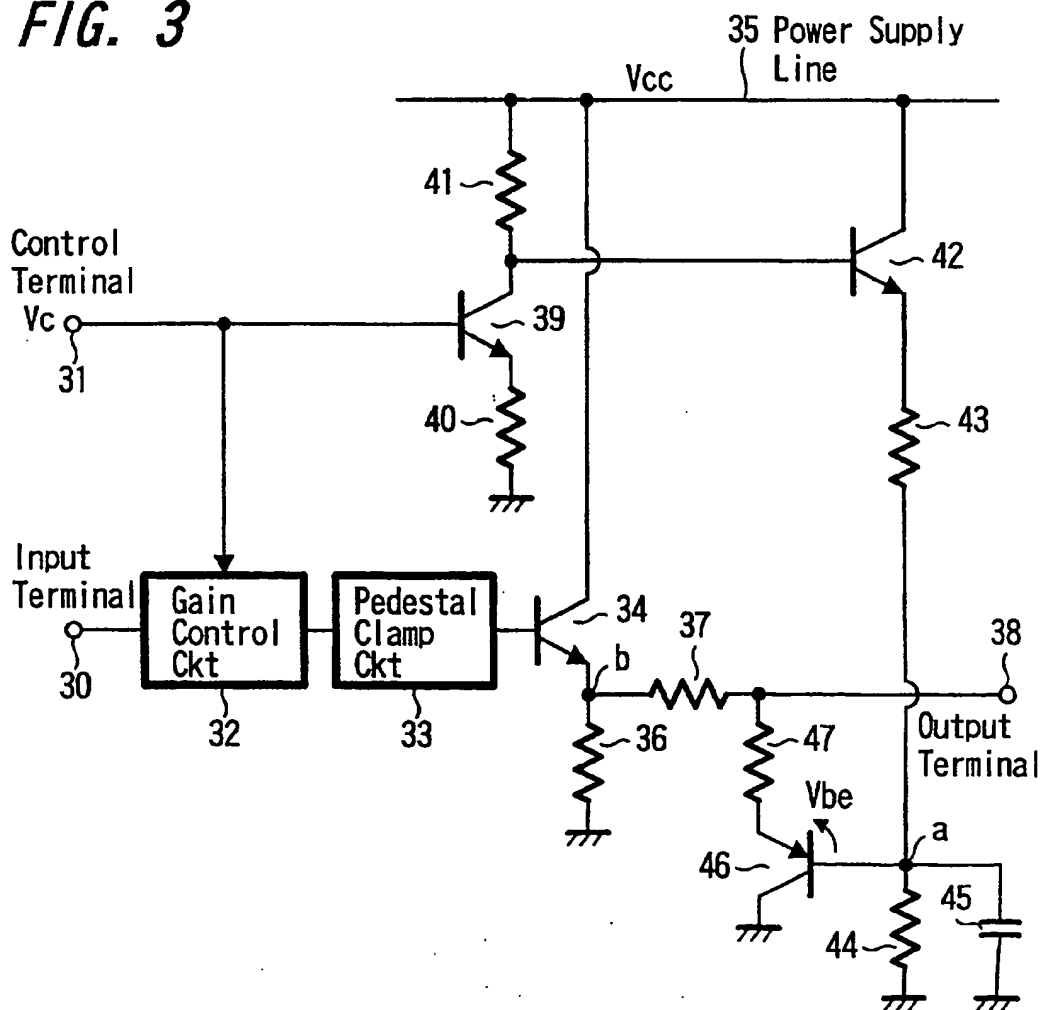 FIG. 3
35 Power Supply
Line
Vcc
41
Control
Terminal
Vc
31
39
42
40
43
Input
Terminal
30
Gain
Control
Ckt
32
Pedestal
Clamp
Ckt
33
34
b
37
38
36
47
Output
Terminal
Vbe
46
a
45
44